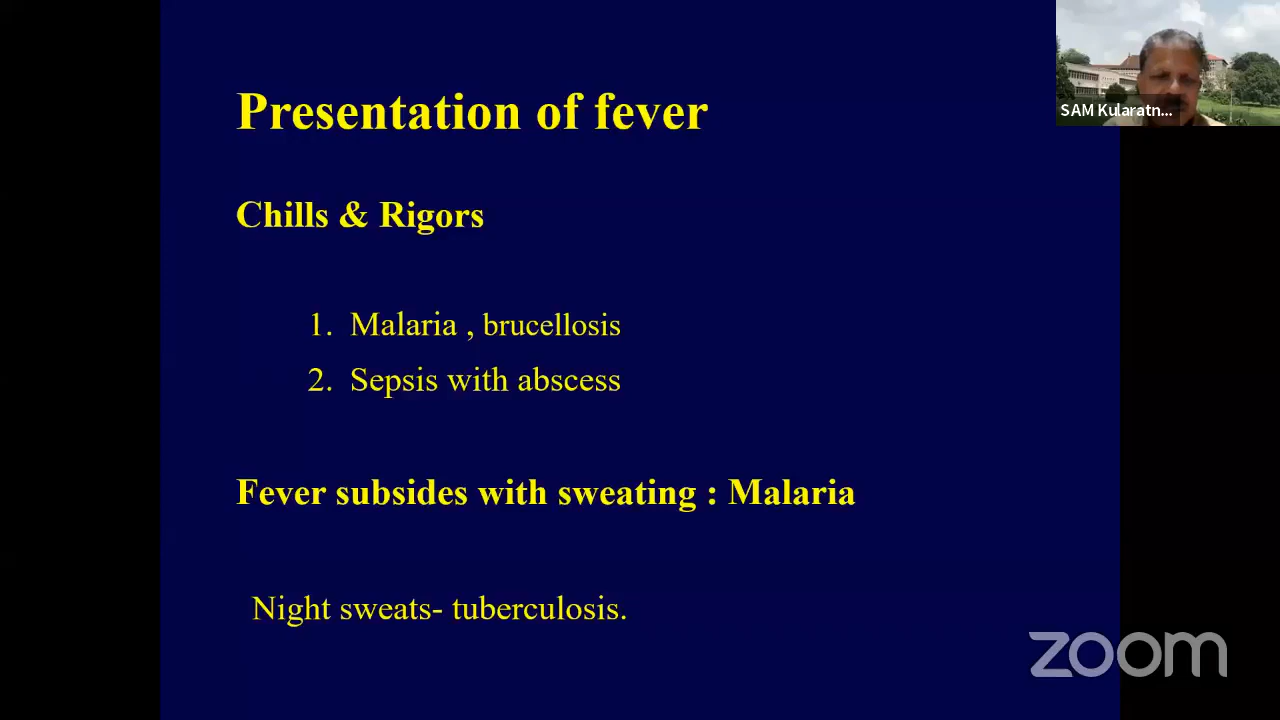 Presentation of fever
SAM Kularatn...
Chills & Rigors
1. Malaria , brucellosis
2. Sepsis with abscess
Fever subsides with sweating : Malaria
Night sweats- tuberculosis.
zoom